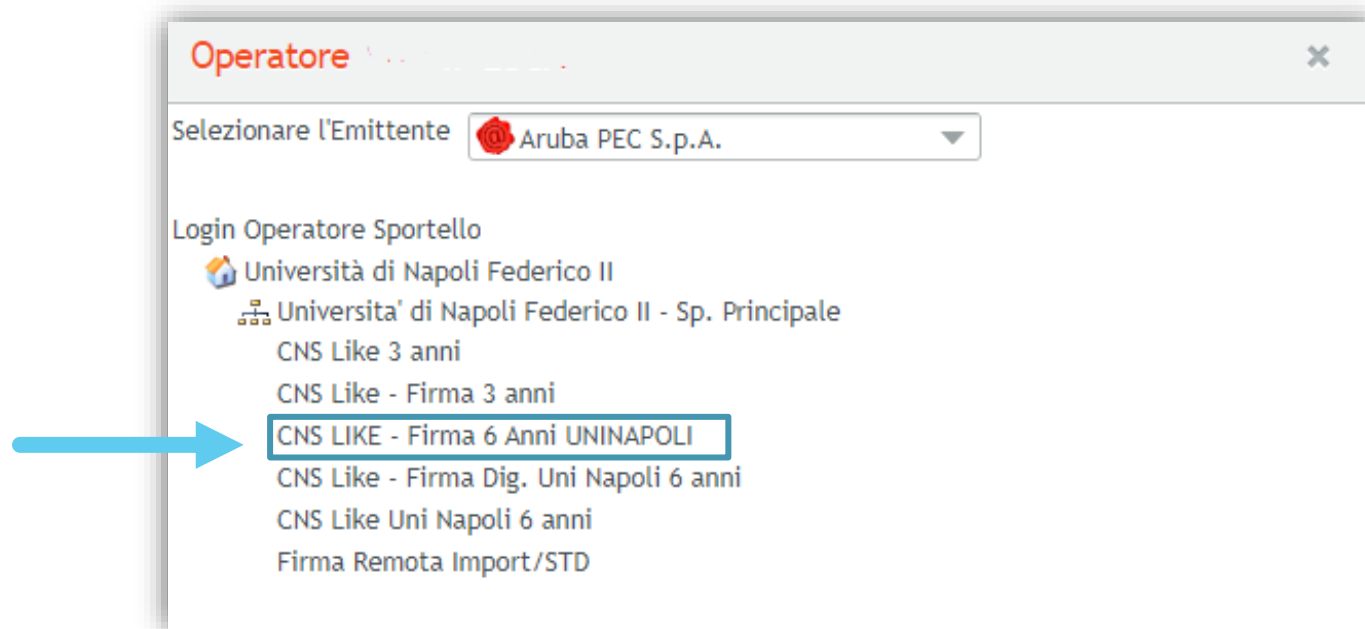 Operatore
Selezionare l'Emittente Aruba PEC S.p.A.
Login Operatore Sportello
Università di Napoli Federico II
Universita' di Napoli Federico II - Sp. Principale
CNS Like 3 anni
CNS Like - Firma 3 anni
CNS LIKE - Firma 6 Anni UNINAPOLI
CNS Like - Firma Dig. Uni Napoli 6 anni
CNS Like Uni Napoli 6 anni
Firma Remota Import/STD